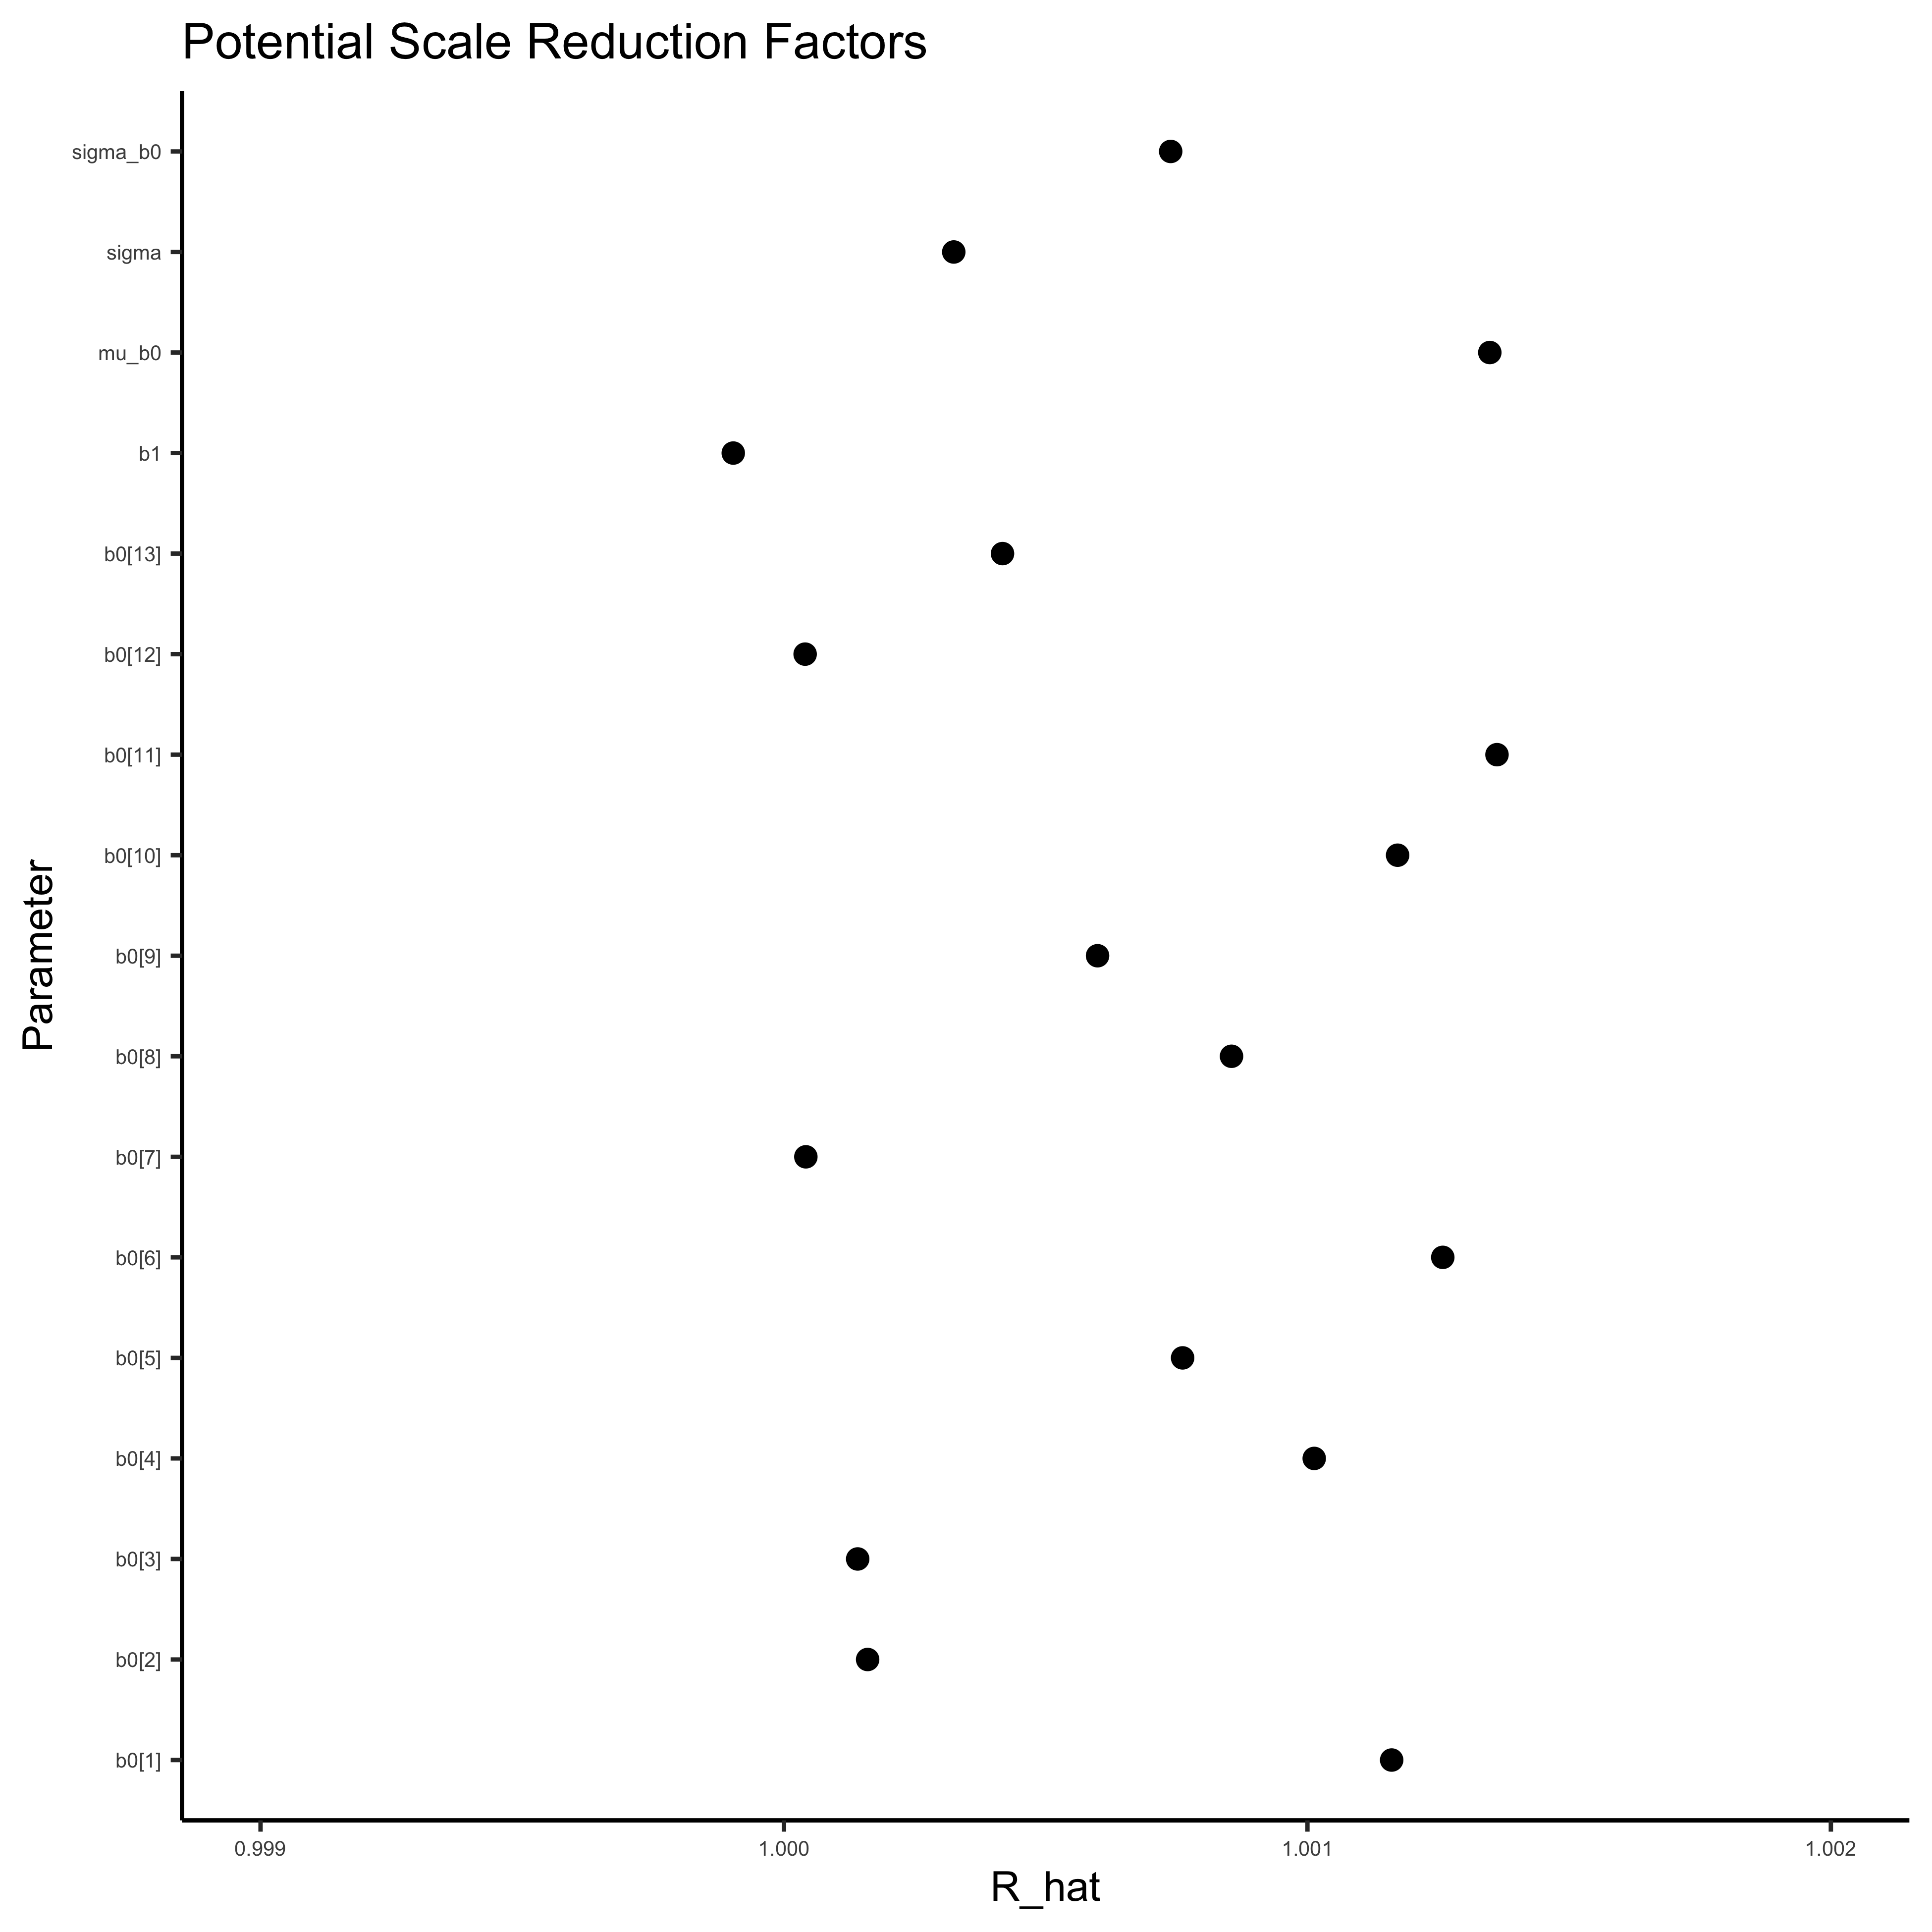 Potential Scale Reduction Factors
sigma_b0
sigma
mu_b0
b1
b0[13]
b0[12]
b0[11]
b0[10]
b0[9]
b0[8]
b0[7]
b0[6]
b0[5]
b0[4]
b0[3]
b0[2]
b0[1]
Parameter
0.999 1.000 1.001 1.002
R_hat